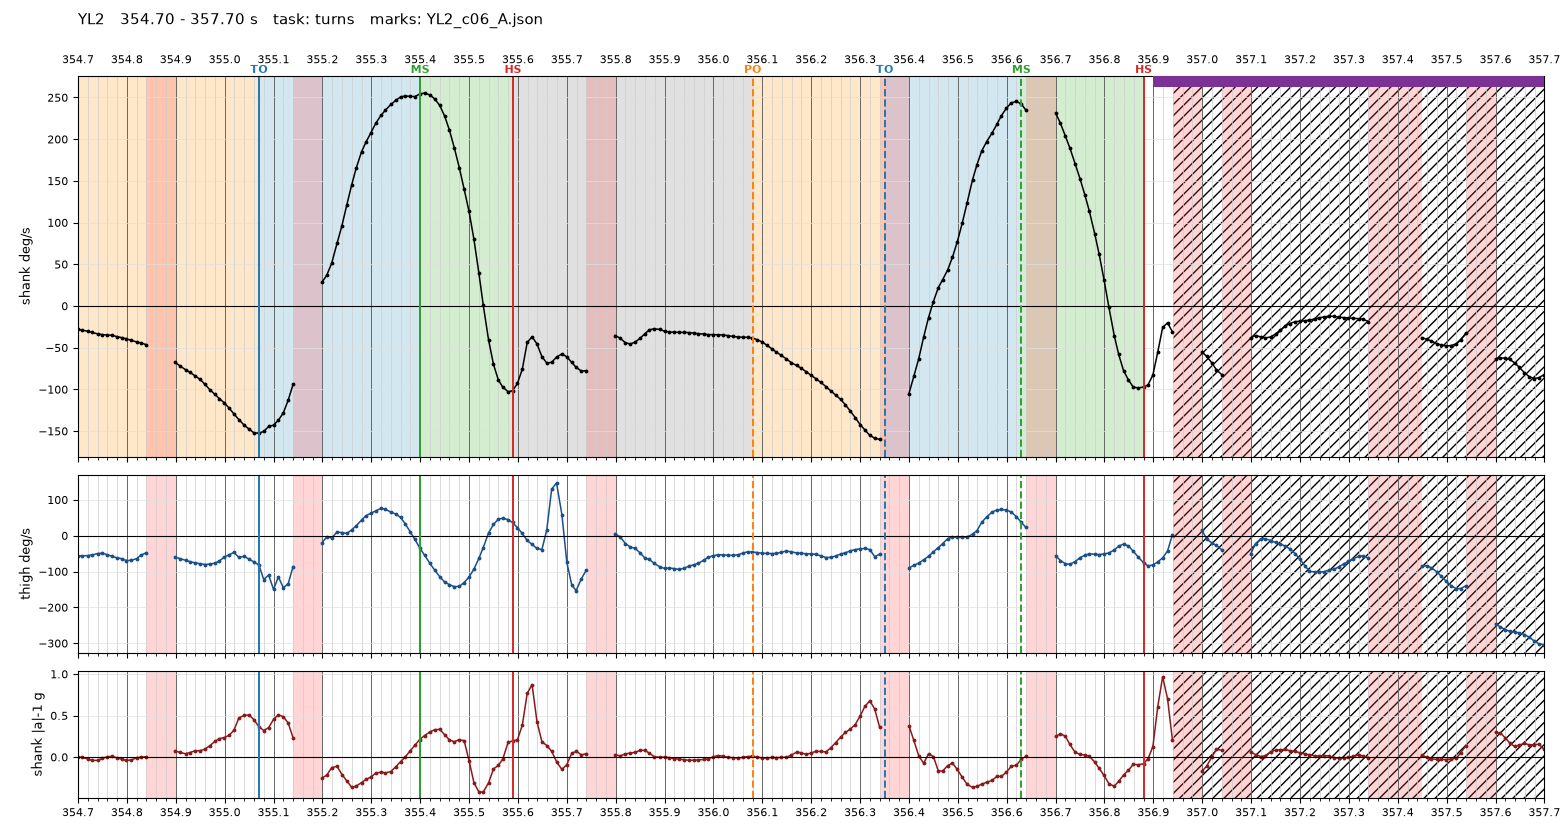 YL2   354.70 - 357.70 s   task: turns   marks: YL2_c06_A.json
354.7 354.8 354.9 355.0 355.1 355.2 355.3 355.4 355.5 355.6 355.7 355.8 355.9 356.0 356.1 356.2 356.3 356.4 356.5 356.6 356.7 356.8 356.9 357.0 357.1 357.2 357.3 357.4 357.5 357.6 357.7
TO MS HS PO TO MS HS
250
200
150
100
50
0
−50
−100
−150
shank deg/s
100
0
−100
−200
−300
thigh deg/s
1.0
0.5
0.0
shank |a|-1 g
354.7 354.8 354.9 355.0 355.1 355.2 355.3 355.4 355.5 355.6 355.7 355.8 355.9 356.0 356.1 356.2 356.3 356.4 356.5 356.6 356.7 356.8 356.9 357.0 357.1 357.2 357.3 357.4 357.5 357.6 357.7